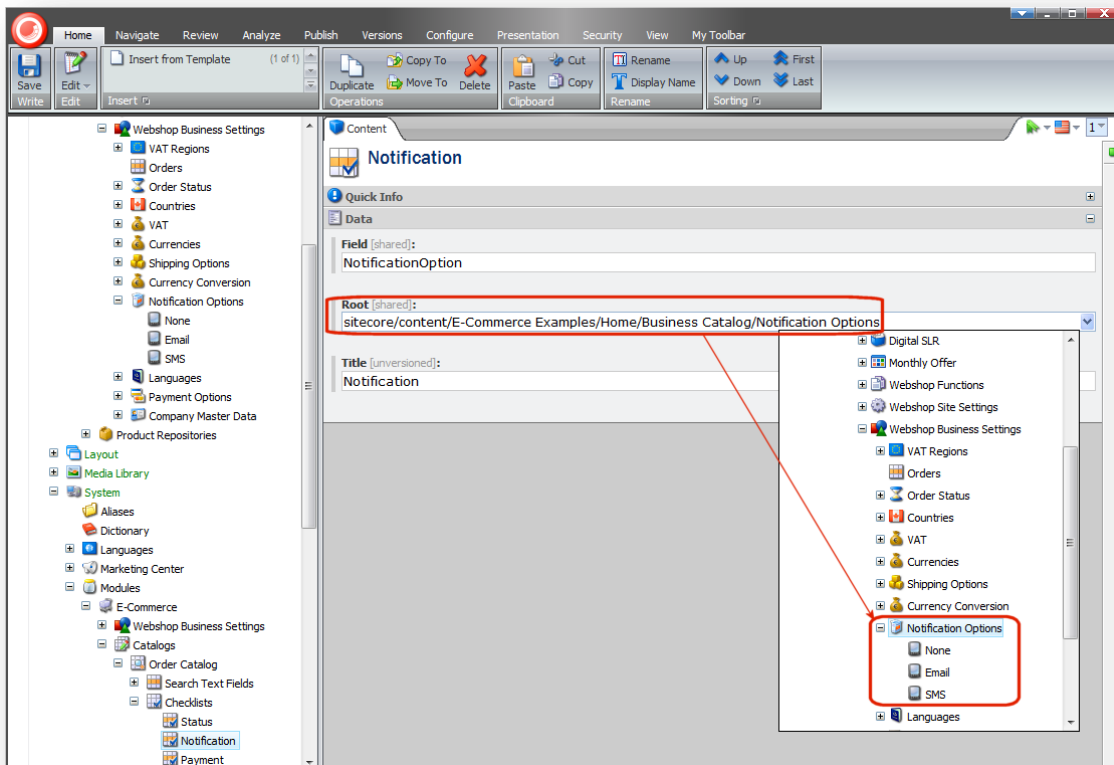 Home Navigate Review Analyze Publish Versions Configure Presentation Security View My Toolbar
Save
Write
Edit
Edit
Insert from Template (1 of 1)
Insert
Duplicate
Copy To
Move To
Delete
Operations
Paste
Cut
Copy
Clipboard
Rename
Display Name
Rename
Up
Down
First
Last
Sorting
Webshop Business Settings
VAT Regions
Orders
Order Status
Countries
VAT
Currencies
Shipping Options
Currency Conversion
Notification Options
None
Email
SMS
Languages
Payment Options
Company Master Data
Product Repositories
Layout
Media Library
System
Aliases
Dictionary
Languages
Marketing Center
Modules
E-Commerce
Webshop Business Settings
Catalogs
Order Catalog
Search Text Fields
Checklists
Status
Notification
Payment
Content
1
Notification
Quick Info
Data
Field [shared]:
NotificationOption
Root [shared]:
sitecore/content/E-Commerce Examples/Home/Business Catalog/Notification Options
Title [unversioned]:
Notification
Digital SLR
Monthly Offer
Webshop Functions
Webshop Site Settings
Webshop Business Settings
VAT Regions
Orders
Order Status
Countries
VAT
Currencies
Shipping Options
Currency Conversion
Notification Options
None
Email
SMS
Languages